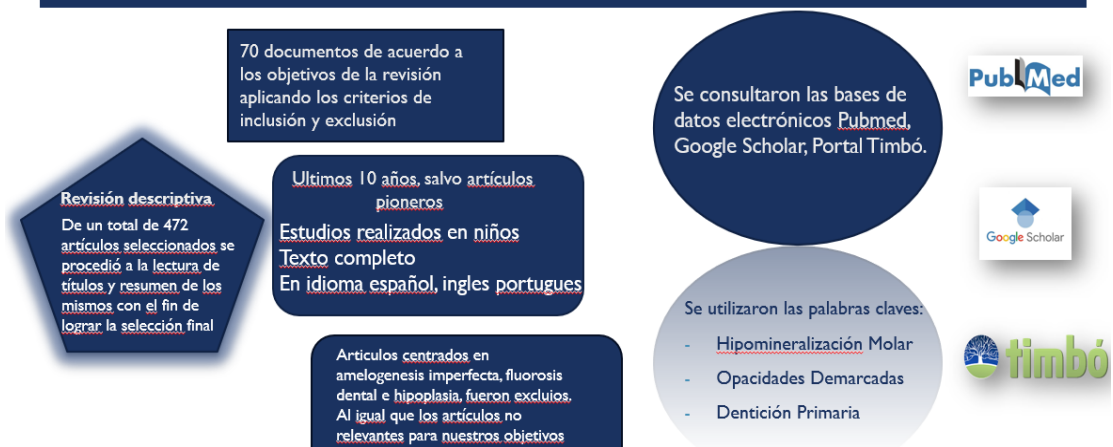 70 documentos de acuerdo a
los objetivos de la revisión
aplicando los criterios de
inclusión y exclusión
Revisión descriptiva
De un total de 472
artículos seleccionados se
procedió a la lectura de
títulos y resumen de los
mismos con el fin de
lograr la selección final
Ultimos 10 años, salvo artículos
pioneros
Estudios realizados en niños
Texto completo
En idioma español, ingles portugues
Articulos centrados en
amelogenesis imperfecta, fluorosis
dental e hipoplasia, fueron excluios.
Al igual que los artículos no
relevantes para nuestros objetivos
Se consultaron las bases de
datos electrónicos Pubmed,
Google Scholar, Portal Timbó.
Se utilizaron las palabras claves:
- Hipomineralización Molar
- Opacidades Demarcadas
- Dentición Primaria
PubMed
Google Scholar
timbó